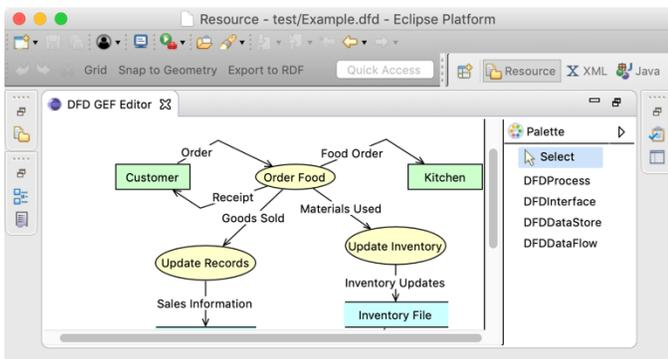 Resource - test/Example.dfd - Eclipse Platform
Grid Snap to Geometry Export to RDF Quick Access Resource XML Java
DFD GEF Editor
Palette
Select
DFDProcess
DFDInterface
DFDDataStore
DFDDataFlow
Order
Food Order
Customer
Order Food
Kitchen
Receipt
Goods Sold
Materials Used
Update Records
Update Inventory
Inventory Updates
Sales Information
Inventory File